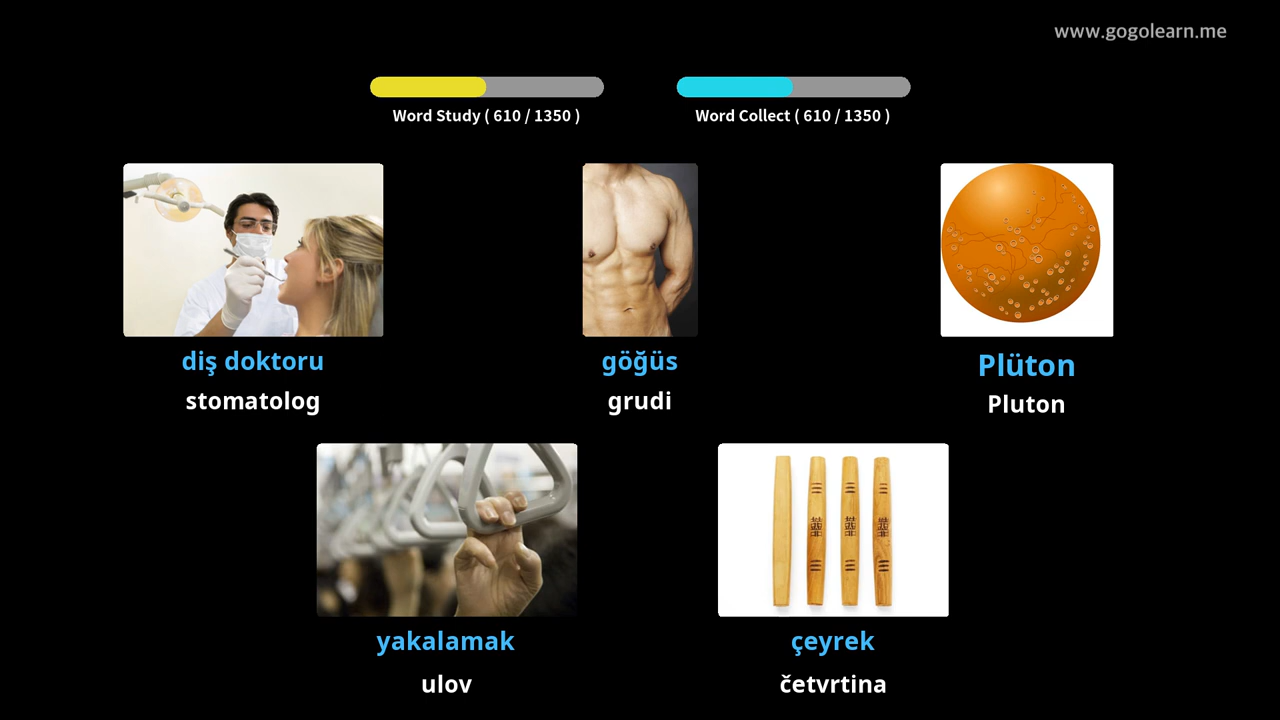 www.gogolearn.me
Word Study ( 610 / 1350 )
Word Collect ( 610 / 1350 )
diş doktoru
stomatolog
göğüs
grudi
Plüton
Pluton
yakalamak
ulov
çeyrek
četvrtina